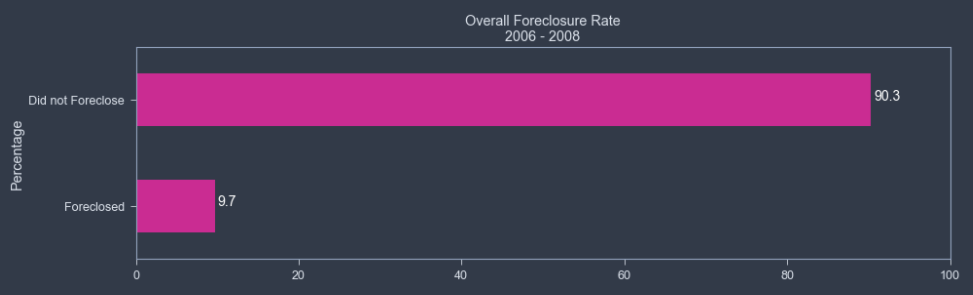 Overall Foreclosure Rate
2006 - 2008
Did not Foreclose
90.3
Percentage
Foreclosed
9.7
0
20
40
60
80
100